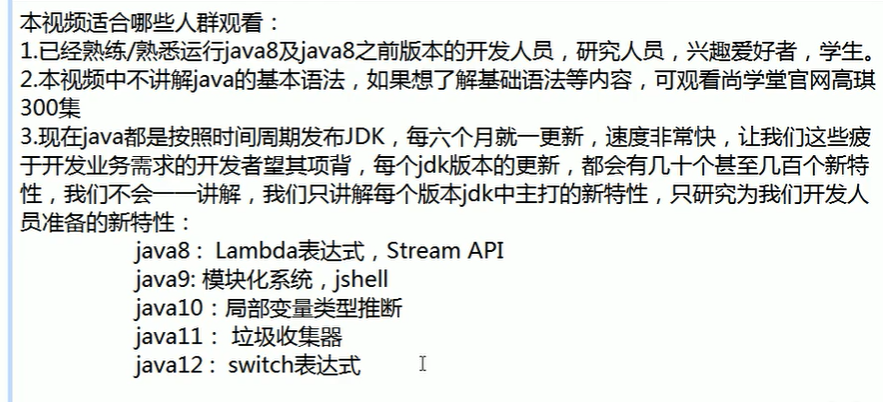 本视频适合哪些人群观看：
1.已经熟练/熟悉运行java8及java8之前版本的开发人员，研究人员，兴趣爱好者，学生。
2.本视频中不讲解java的基本语法，如果想了解基础语法等内容，可观看尚学堂官网高琪
300集
3.现在java都是按照时间周期发布JDK，每六个月就一更新，速度非常快，让我们这些疲
于开发业务需求的开发者望其项背，每个jdk版本的更新，都会有几十个甚至几百个新特
性，我们不会一一讲解，我们只讲解每个版本jdk中主打的新特性，只研究为我们开发人
员准备的新特性：
java8： Lambda表达式，Stream API
java9: 模块化系统，jshell
java10：局部变量类型推断
java11： 垃圾收集器
java12： switch表达式